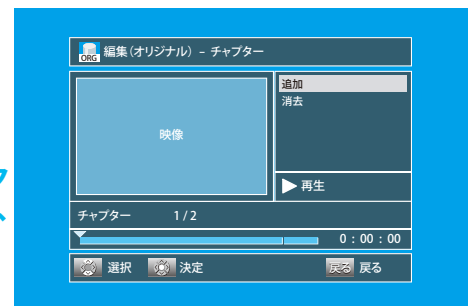 ORG 編集(オリジナル) – チャプター
映像
追加
消去
再生
チャプター 1 / 2
0 : 00 : 00
選択 決定 戻る 戻る